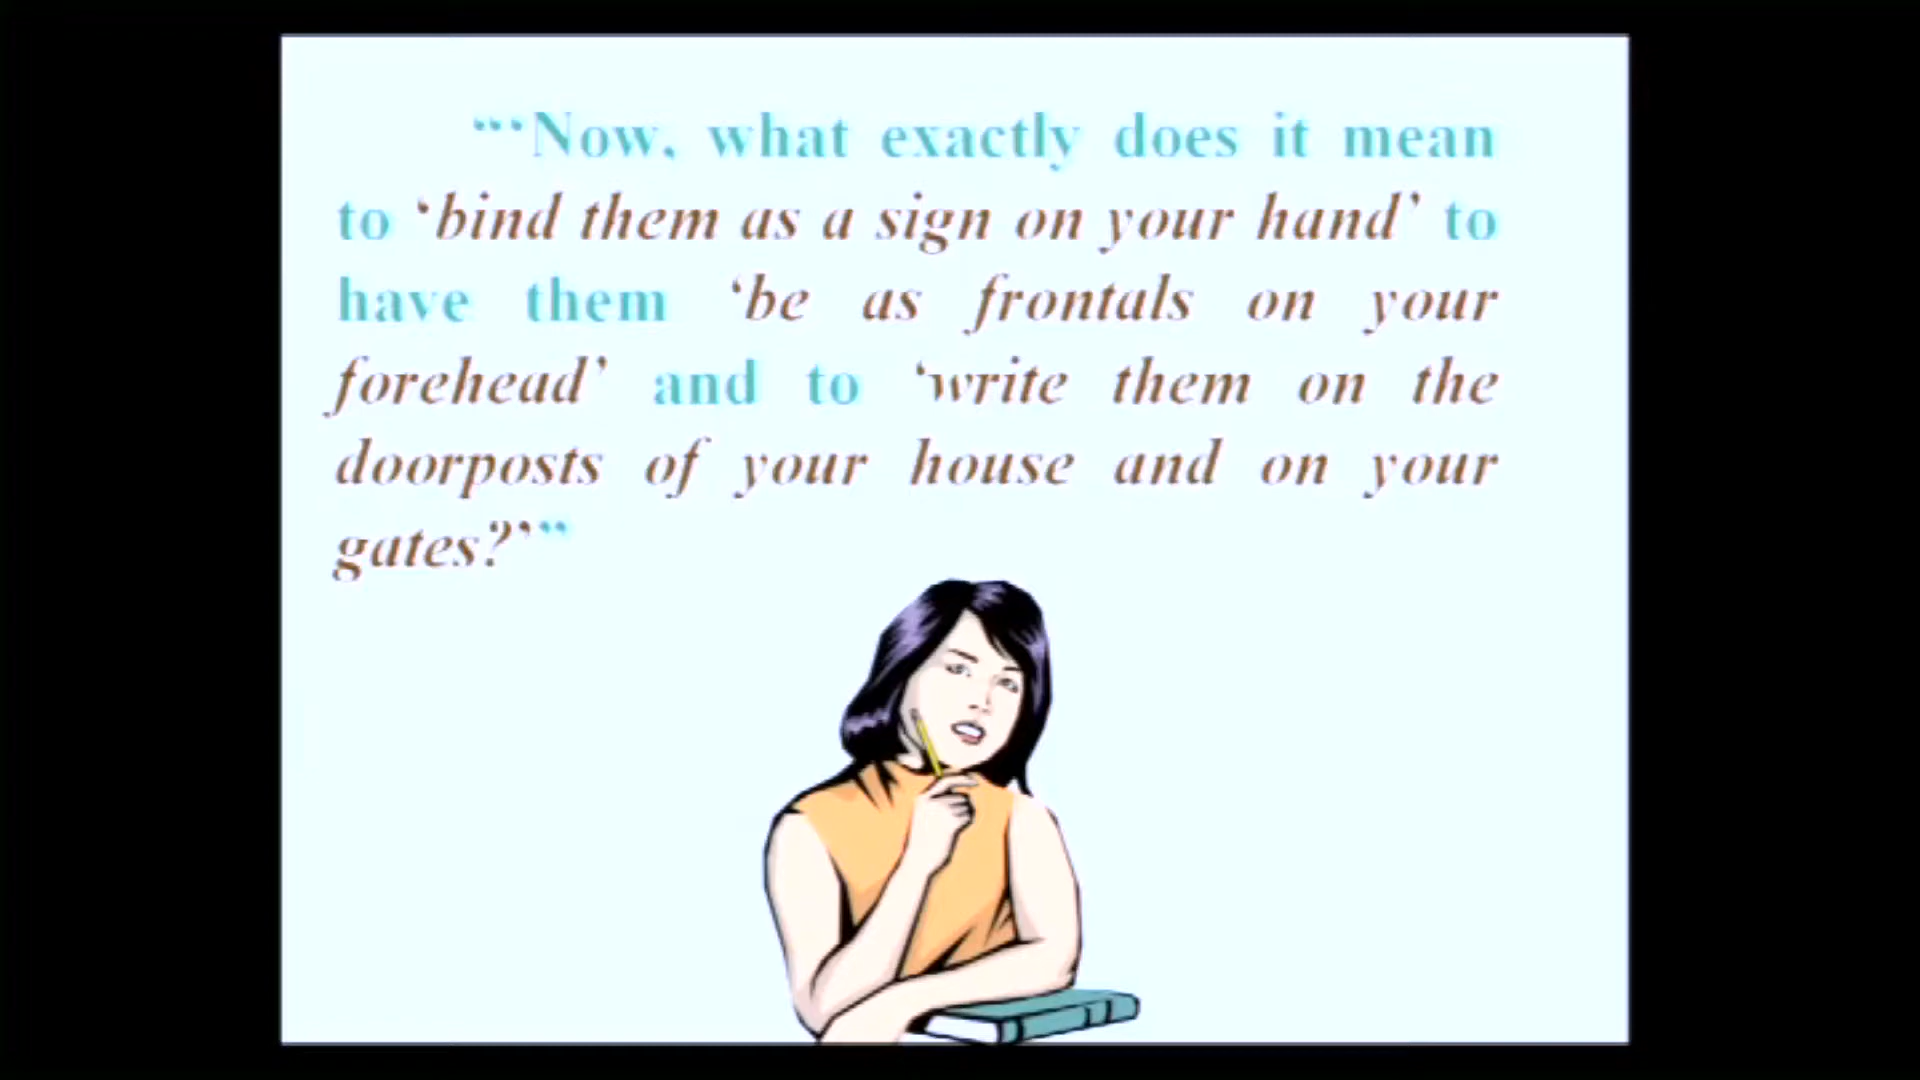 “‘Now, what exactly does it mean
to ‘bind them as a sign on your hand’ to
have them ‘be as frontals on your
forehead’ and to ‘write them on the
doorposts of your house and on your
gates?’”